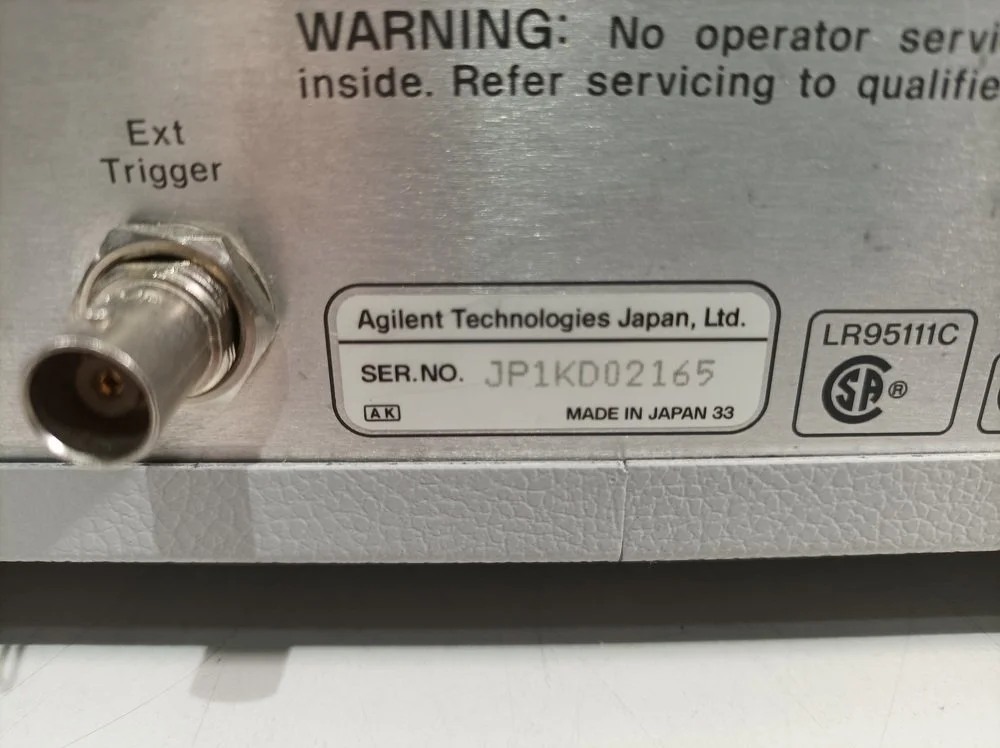 WARNING: No operator servi
inside. Refer servicing to qualifie
Ext
Trigger
Agilent Technologies Japan, Ltd.
SER.NO. JP1KD02165
AK MADE IN JAPAN 33
LR95111C
SA®